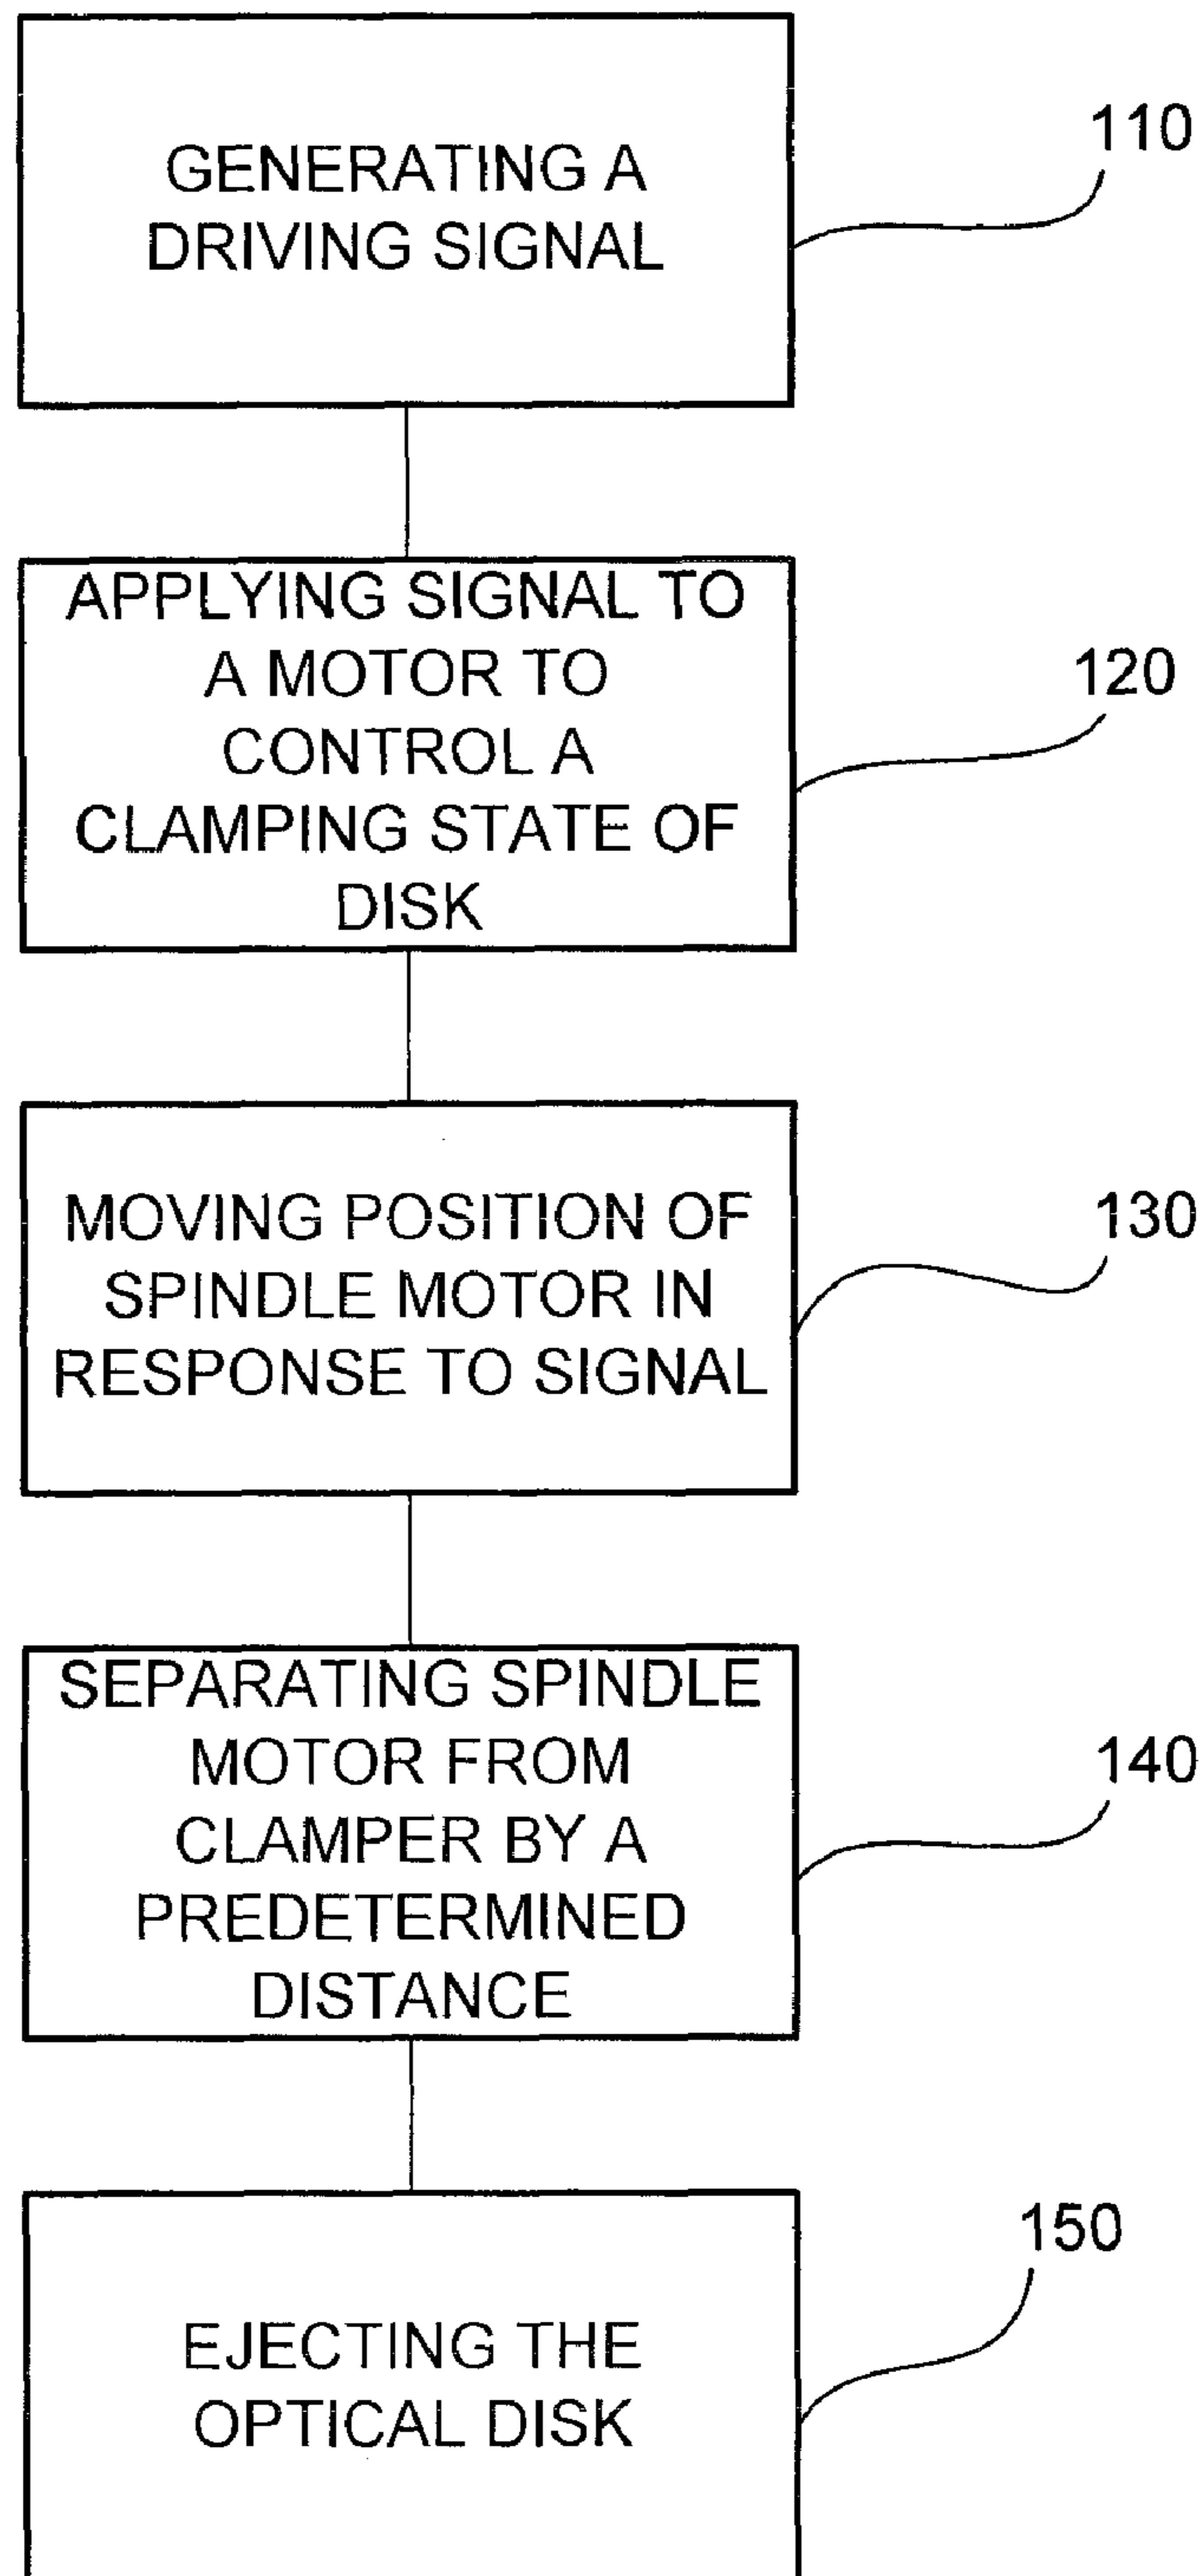 GENERATING A
DRIVING SIGNAL
110
APPLYING SIGNAL TO
A MOTOR TO
CONTROL A
CLAMPING STATE OF
DISK
120
MOVING POSITION OF
SPINDLE MOTOR IN
RESPONSE TO SIGNAL
130
SEPARATING SPINDLE
MOTOR FROM
CLAMPER BY A
PREDETERMINED
DISTANCE
140
EJECTING THE
OPTICAL DISK
150